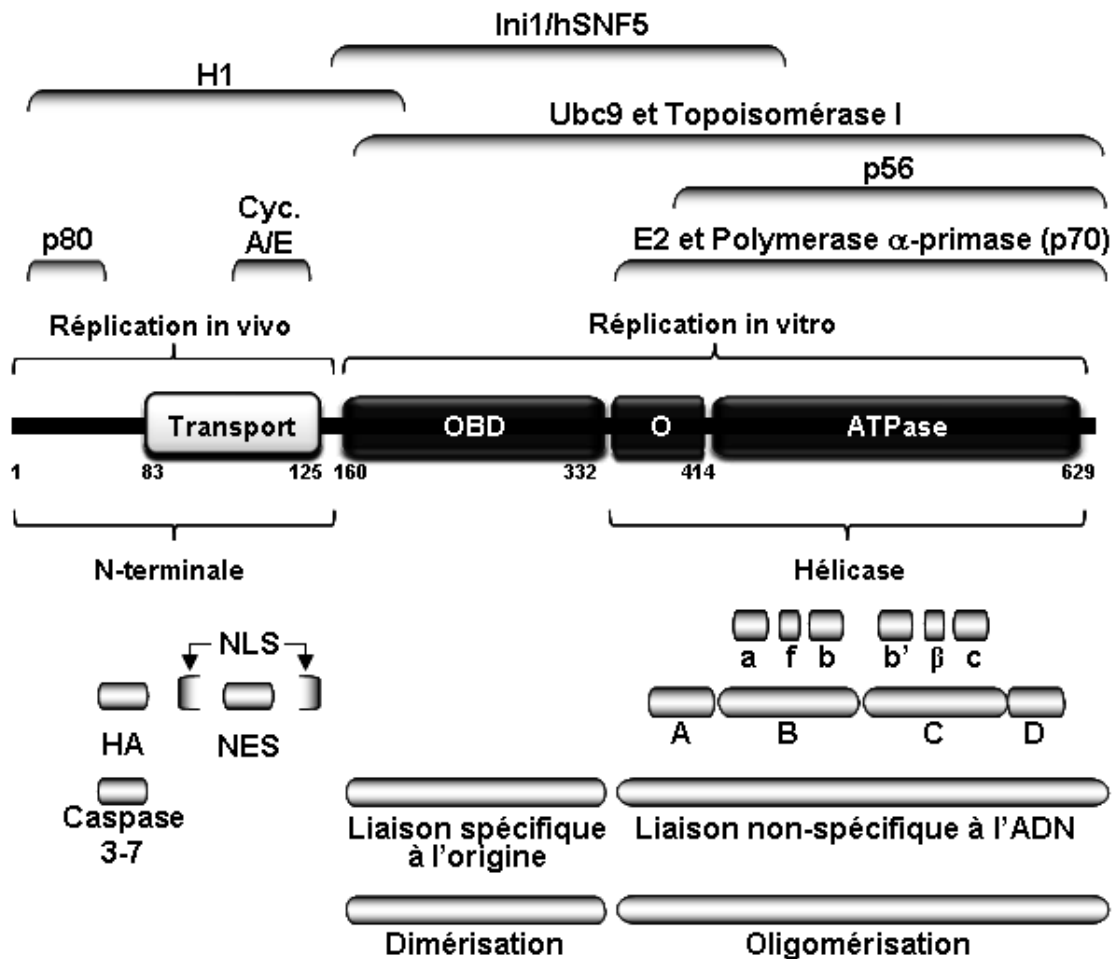 Ini1/hSNF5
H1
Ubc9 et Topoisomérase I
p56
Cyc.
A/E
p80
E2 et Polymerase α-primase (p70)
Réplication in vivo
Réplication in vitro
Transport
OBD
O
ATPase
1
83
125
160
332
414
629
N-terminale
Hélicase
NLS
a
f
b
b'
β
c
HA
NES
A
B
C
D
Caspase
3-7
Liaison spécifique
à l'origine
Liaison non-spécifique à l'ADN
Dimérisation
Oligomérisation